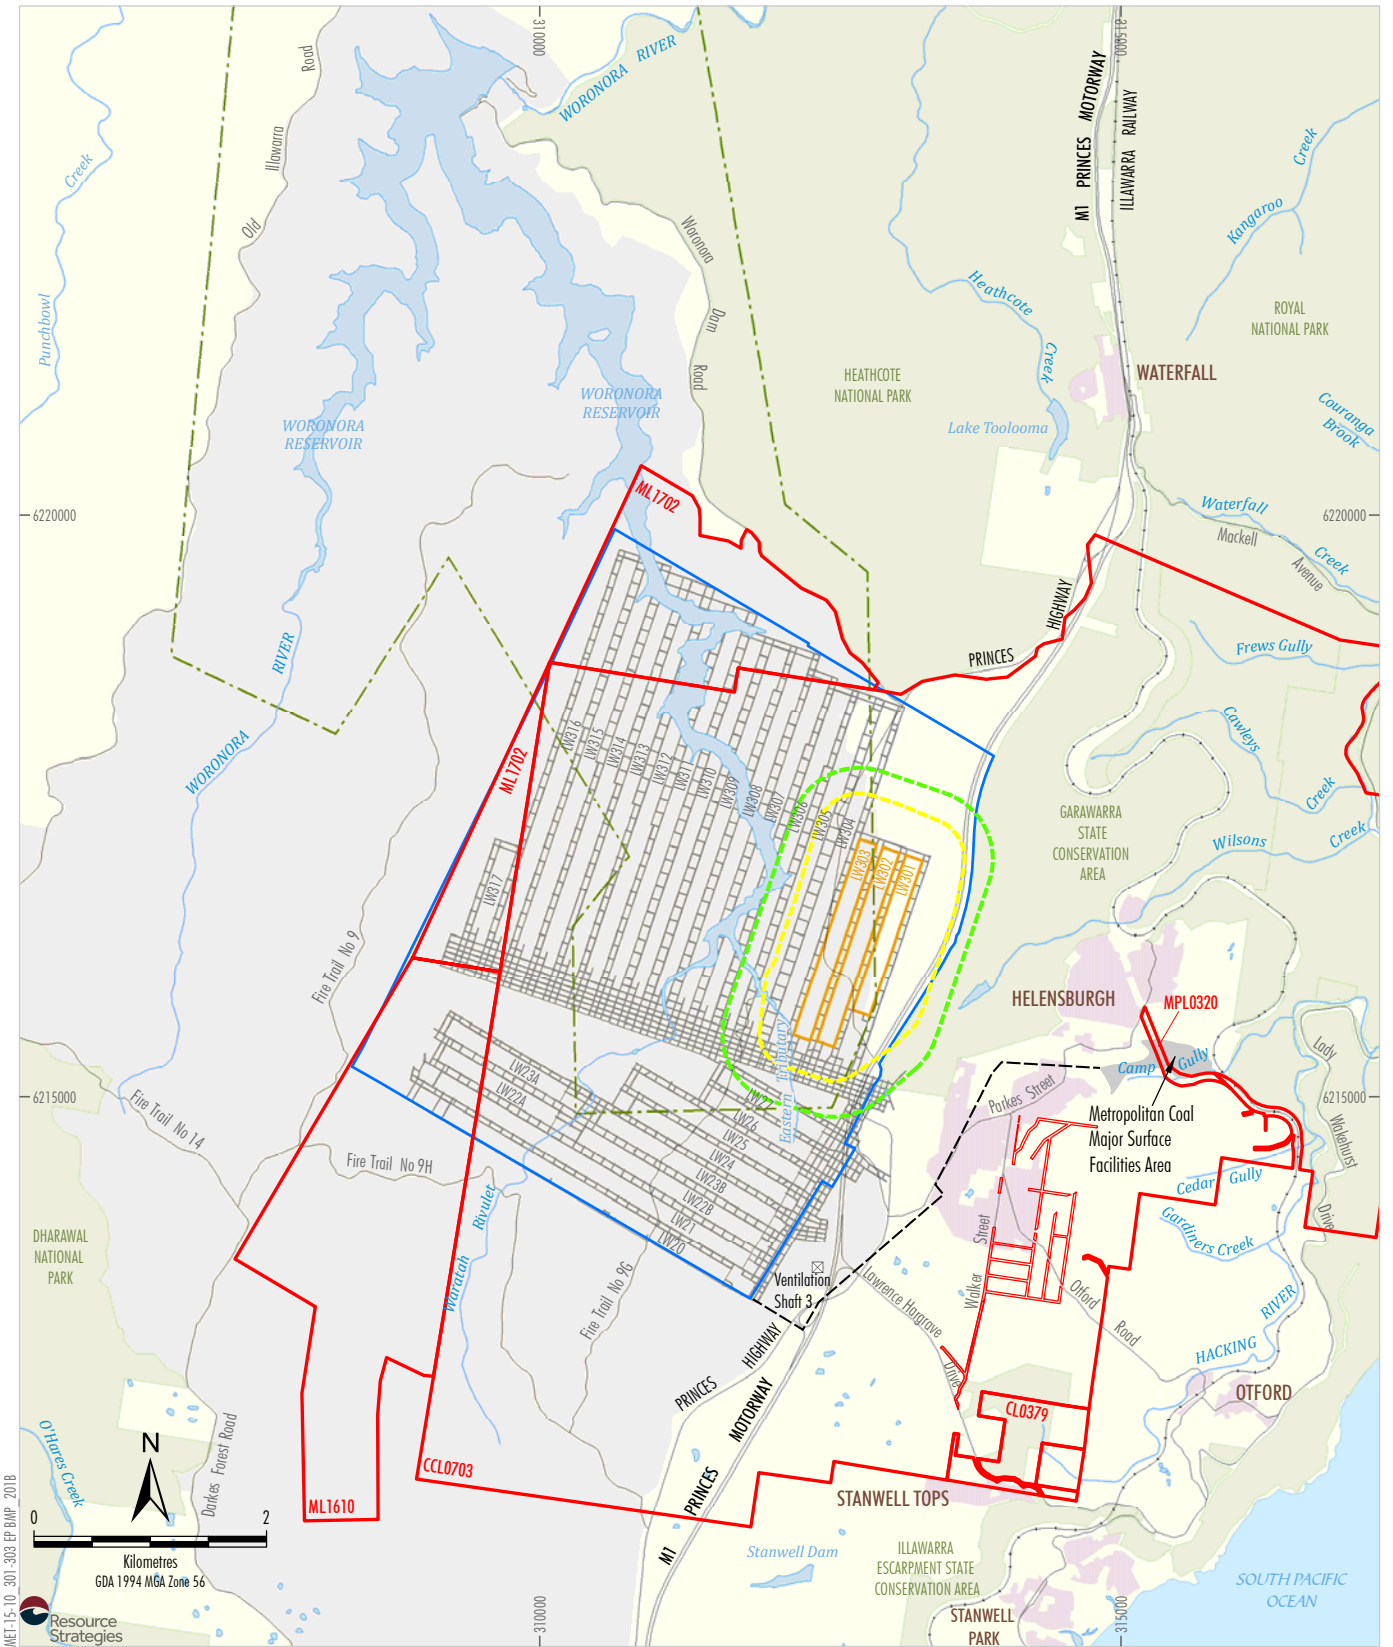 310000
315000
Road
Illawarra
Old
Creek
Punchbowl
WORONORA RIVER
M1 PRINCES MOTORWAY
ILLAWARRA RAILWAY
Creek
Kangaroo
Woronora
Dam
Road
Heathcote
Creek
ROYAL
NATIONAL PARK
HEATHCOTE
NATIONAL PARK
WATERFALL
WORONORA
RESERVOIR
WORONORA
RESERVOIR
Lake Toolooma
Couranga
Brook
ML1702
6220000
6220000
Waterfall
Creek
Mackell
Avenue
HIGHWAY
PRINCES
Frews Gully
RIVER
WORONORA
Cawleys
Creek
ML1702
LW316
LW315
LW314
LW313
LW312
LW311
LW310
LW309
LW308
LW307
LW306
LW305
LW304
LW303
LW302
LW301
LW317
GARAWARRA
STATE
CONSERVATION
AREA
Wilsons
Creek
Fire Trail No 9
HELENSBURGH
MPL0320
Camp
Gully
Lady
Wakehurst
Drive
Eastern Tributary
6215000
6215000
LW23A
LW22A
LW27
LW26
LW25
LW24
LW23B
LW22B
LW21
LW20
Parkes Street
Metropolitan Coal
Major Surface
Facilities Area
Fire Trail No 14
Fire Trail No 9H
Cedar Gully
Gardiners Creek
Waratah
Rivulet
Fire Trail No 9G
DHARAWAL
NATIONAL
PARK
Ventilation
Shaft 3
Lawrence Hargrave
Drive
Walker
Street
Otford
Road
HACKING
RIVER
PRINCES
HIGHWAY
OTFORD
CL0379
M1
PRINCES
MOTORWAY
CCL0703
ML1610
STANWELL TOPS
O'Hares Creek
Darkes Forest Road
N
0
2
Kilometres
GDA 1994 MGA Zone 56
Stanwell Dam
ILLAWARRA
ESCARPMENT STATE
CONSERVATION AREA
SOUTH PACIFIC
OCEAN
STANWELL
PARK
310000
315000
Resource
Strategies
MET-15-10 301-303 EP BMP_201B